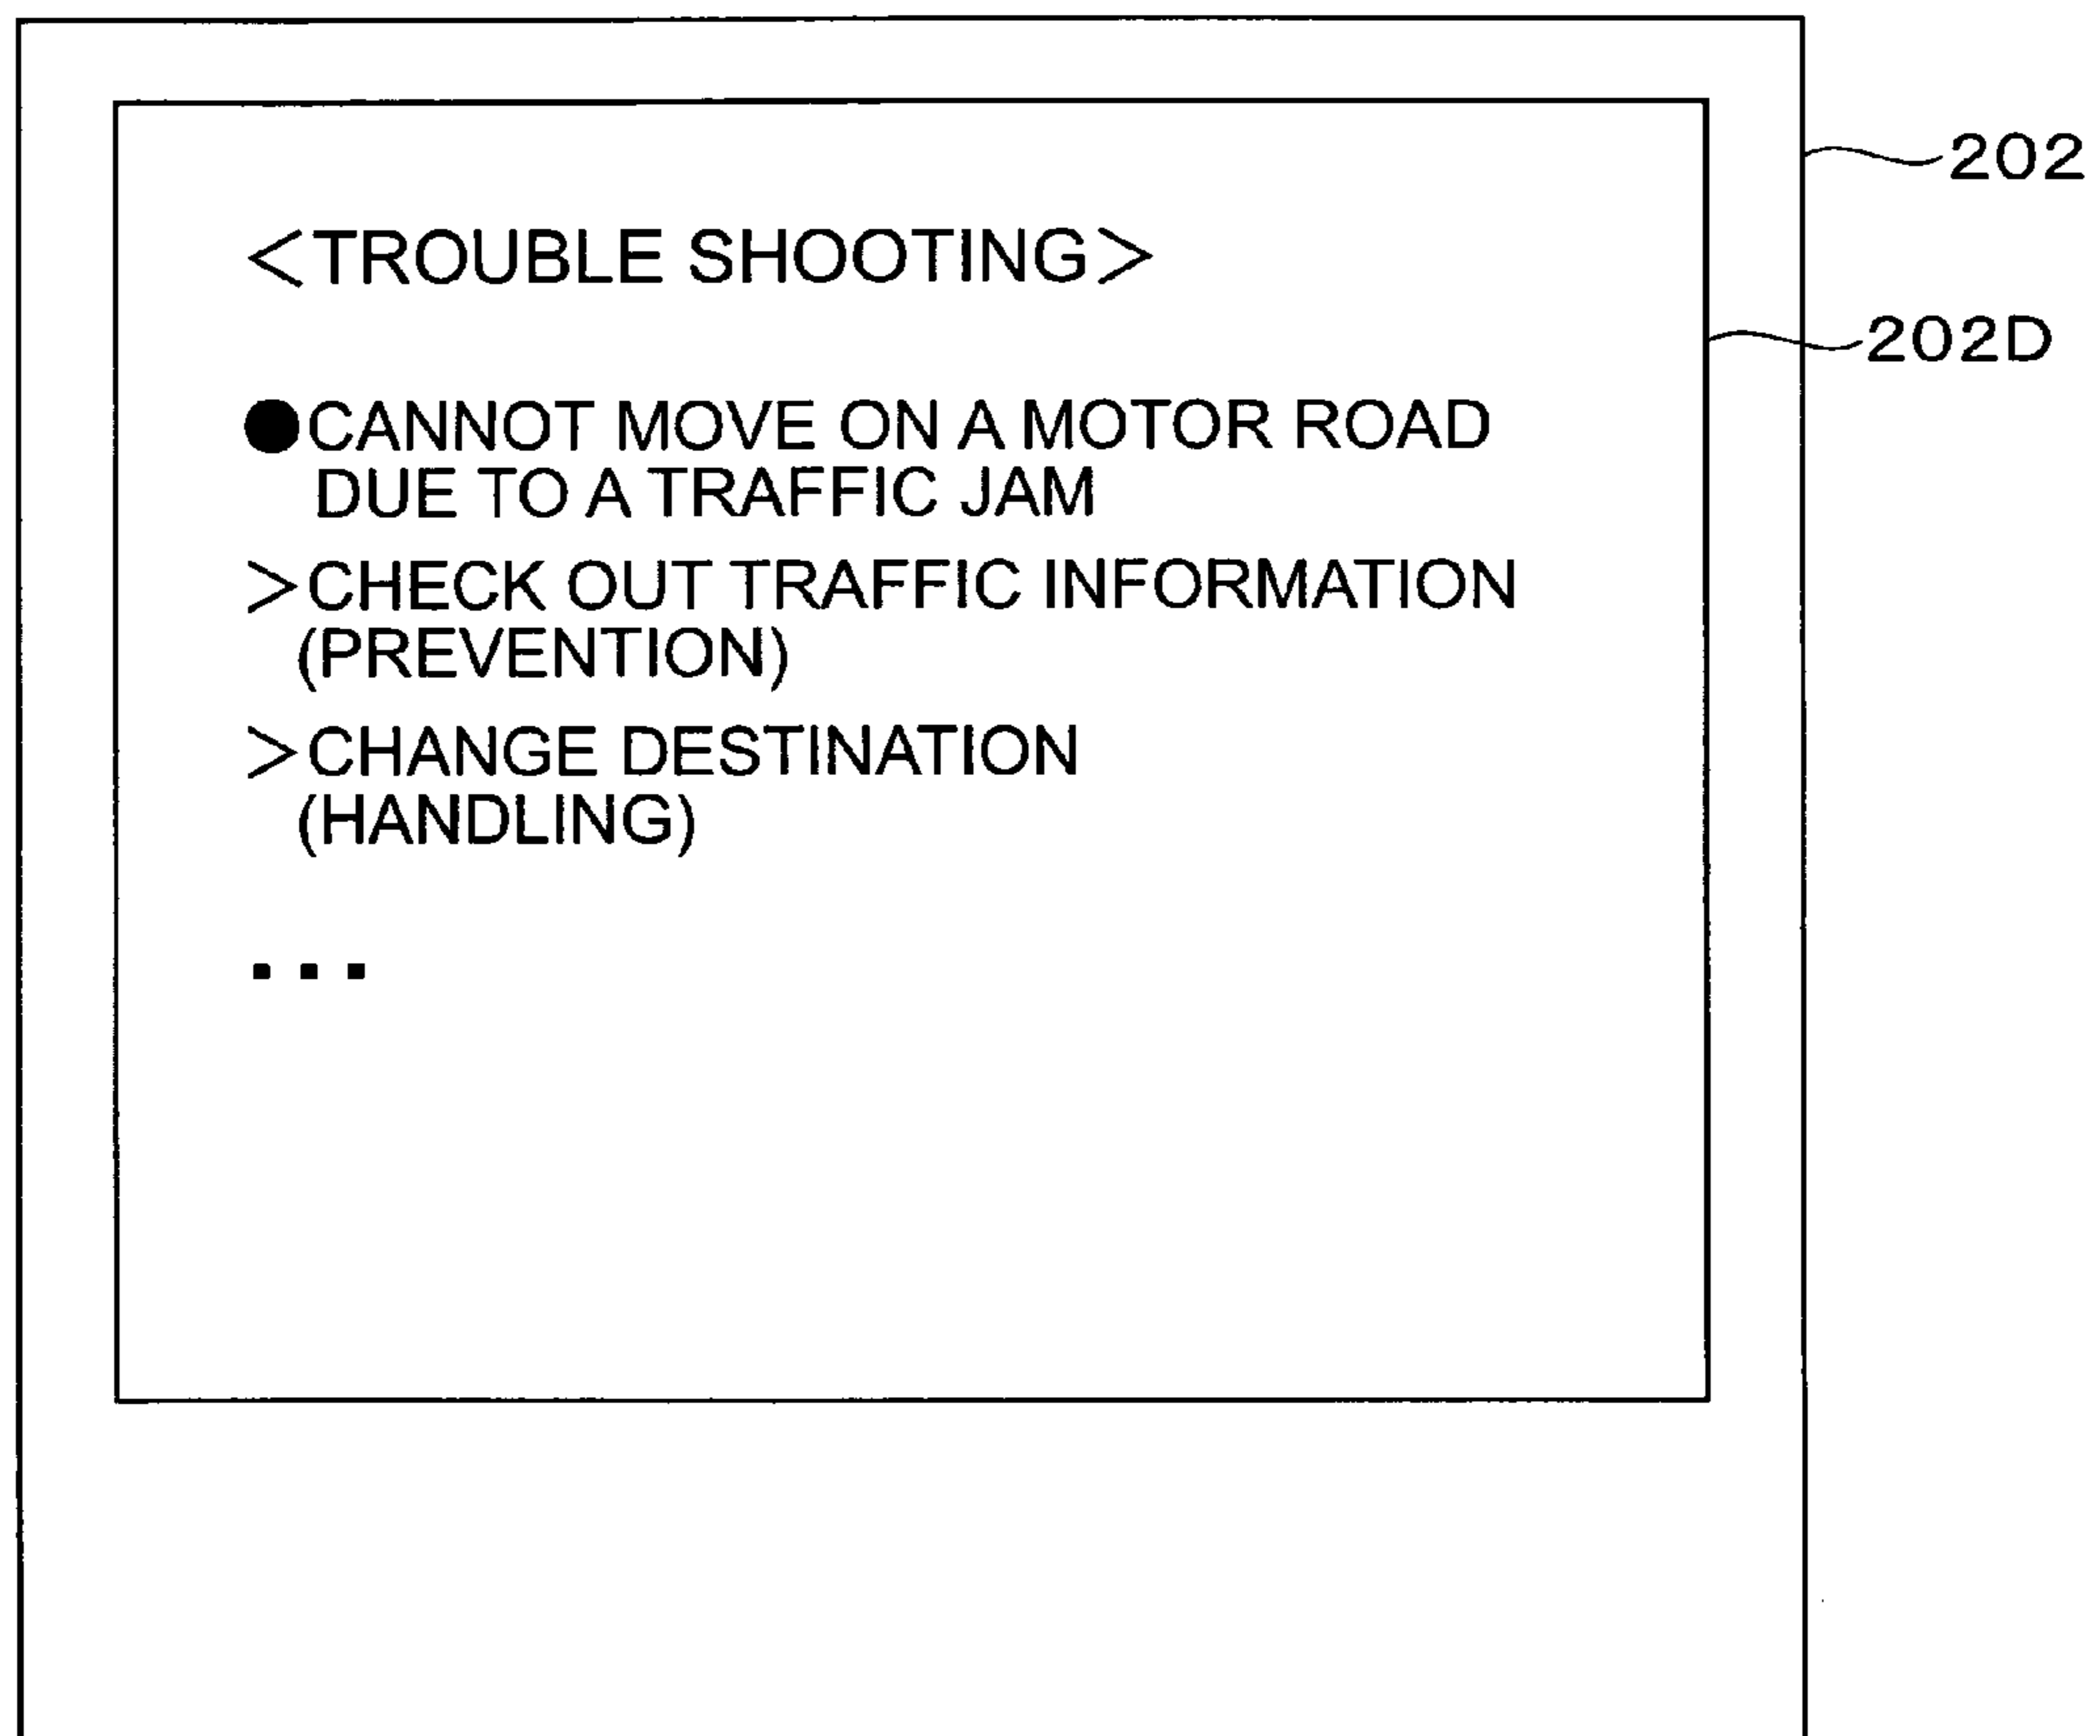 202
<TROUBLE SHOOTING>
202D
●CANNOT MOVE ON A MOTOR ROAD
DUE TO A TRAFFIC JAM
>CHECK OUT TRAFFIC INFORMATION
(PREVENTION)
>CHANGE DESTINATION
(HANDLING)
...